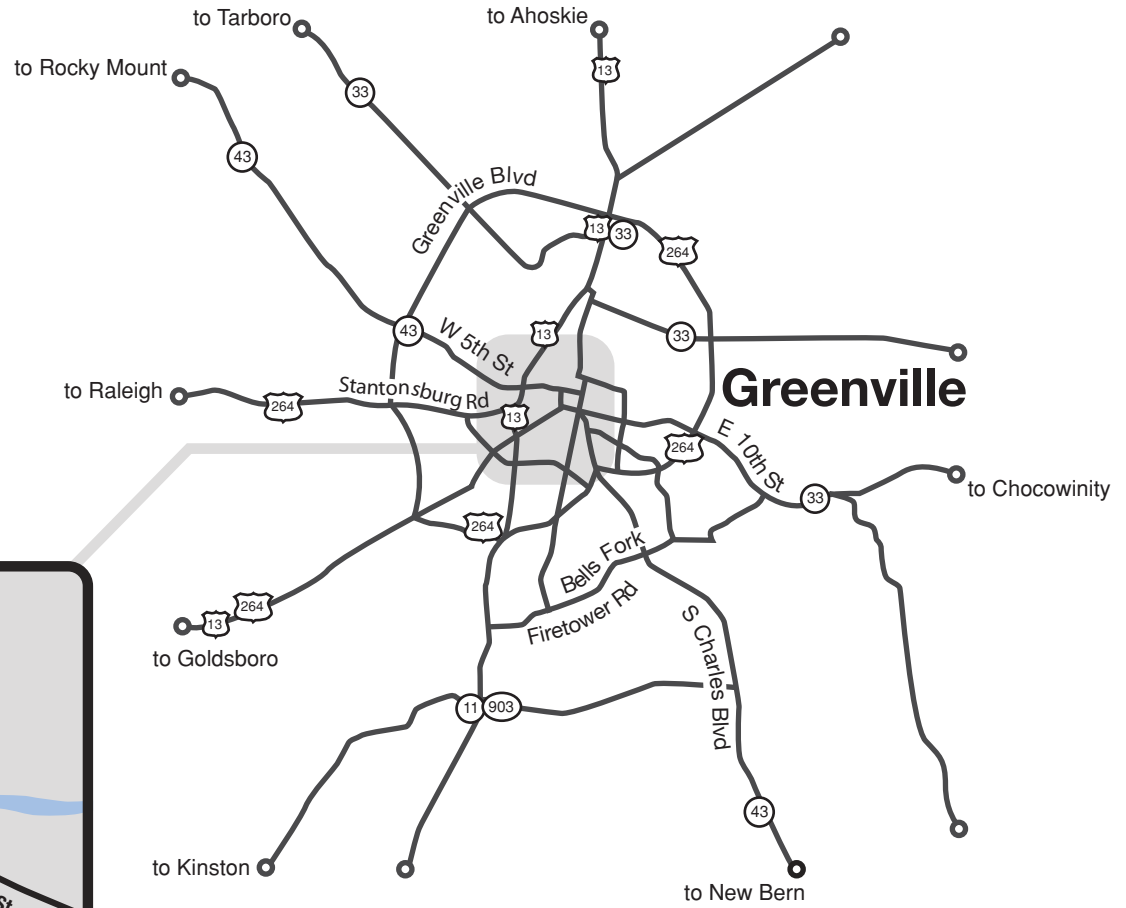 to Tarboro
to Ahoskie
to Rocky Mount
13
33
43
Greenville Blvd
13
33
264
43
W 5th St
13
33
to Raleigh
264
Stantonsburg Rd
13
Greenville
264
E 10th St
33
to Chocowinity
264
Bells Fork
Firetower Rd
264
13
to Goldsboro
S Charles Blvd
11
903
43
to Kinston
to New Bern
St